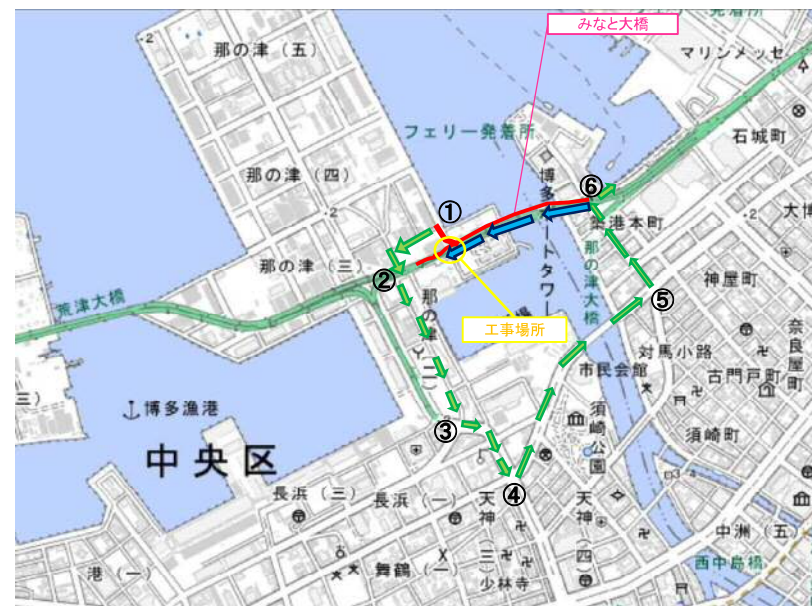 みなと大橋
発着所
那の津（五）
マリンメッセ
フェリー発着所
石城町
那の津（四）
①
⑥
博多ポートタワー
築港本町
大博
那の津（三）
②
荒津大橋
那の津大橋
⑤
神屋町
工事場所
那の津（二）
奈良屋町
対馬小路
市民会館
古門戸町
三）
博多漁港
③
須崎公園
須崎町
中央区
④
長浜（三）
長浜（一）
天神（三）
天神（四）
中洲（五）
西中島橋
港（一）
舞鶴（一）
少林寺